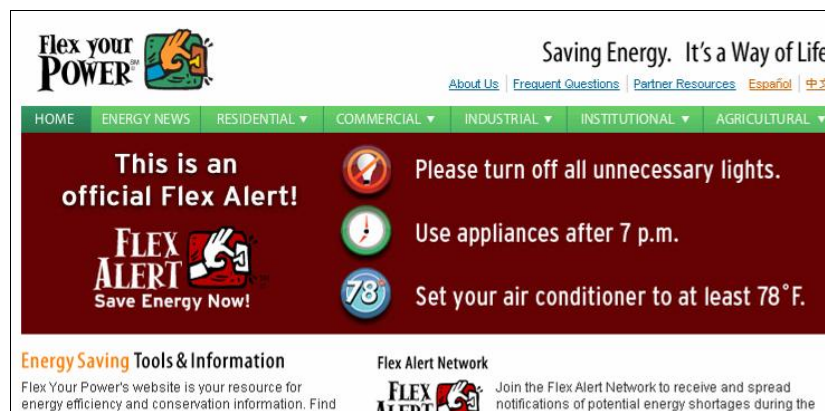 Flex your
POWER
Saving Energy. It's a Way of Life
About Us | Frequent Questions | Partner Resources Español | 中文
HOME ENERGY NEWS RESIDENTIAL ▼ COMMERCIAL ▼ INDUSTRIAL ▼ INSTITUTIONAL ▼ AGRICULTURAL ▼
This is an
official Flex Alert!
FLEX
ALERT
Save Energy Now!
Please turn off all unnecessary lights.
Use appliances after 7 p.m.
78°
Set your air conditioner to at least 78°F.
Energy Saving Tools & Information
Flex Your Power's website is your resource for
energy efficiency and conservation information. Find
Flex Alert Network
FLEX
ALERT
Join the Flex Alert Network to receive and spread
notifications of potential energy shortages during the